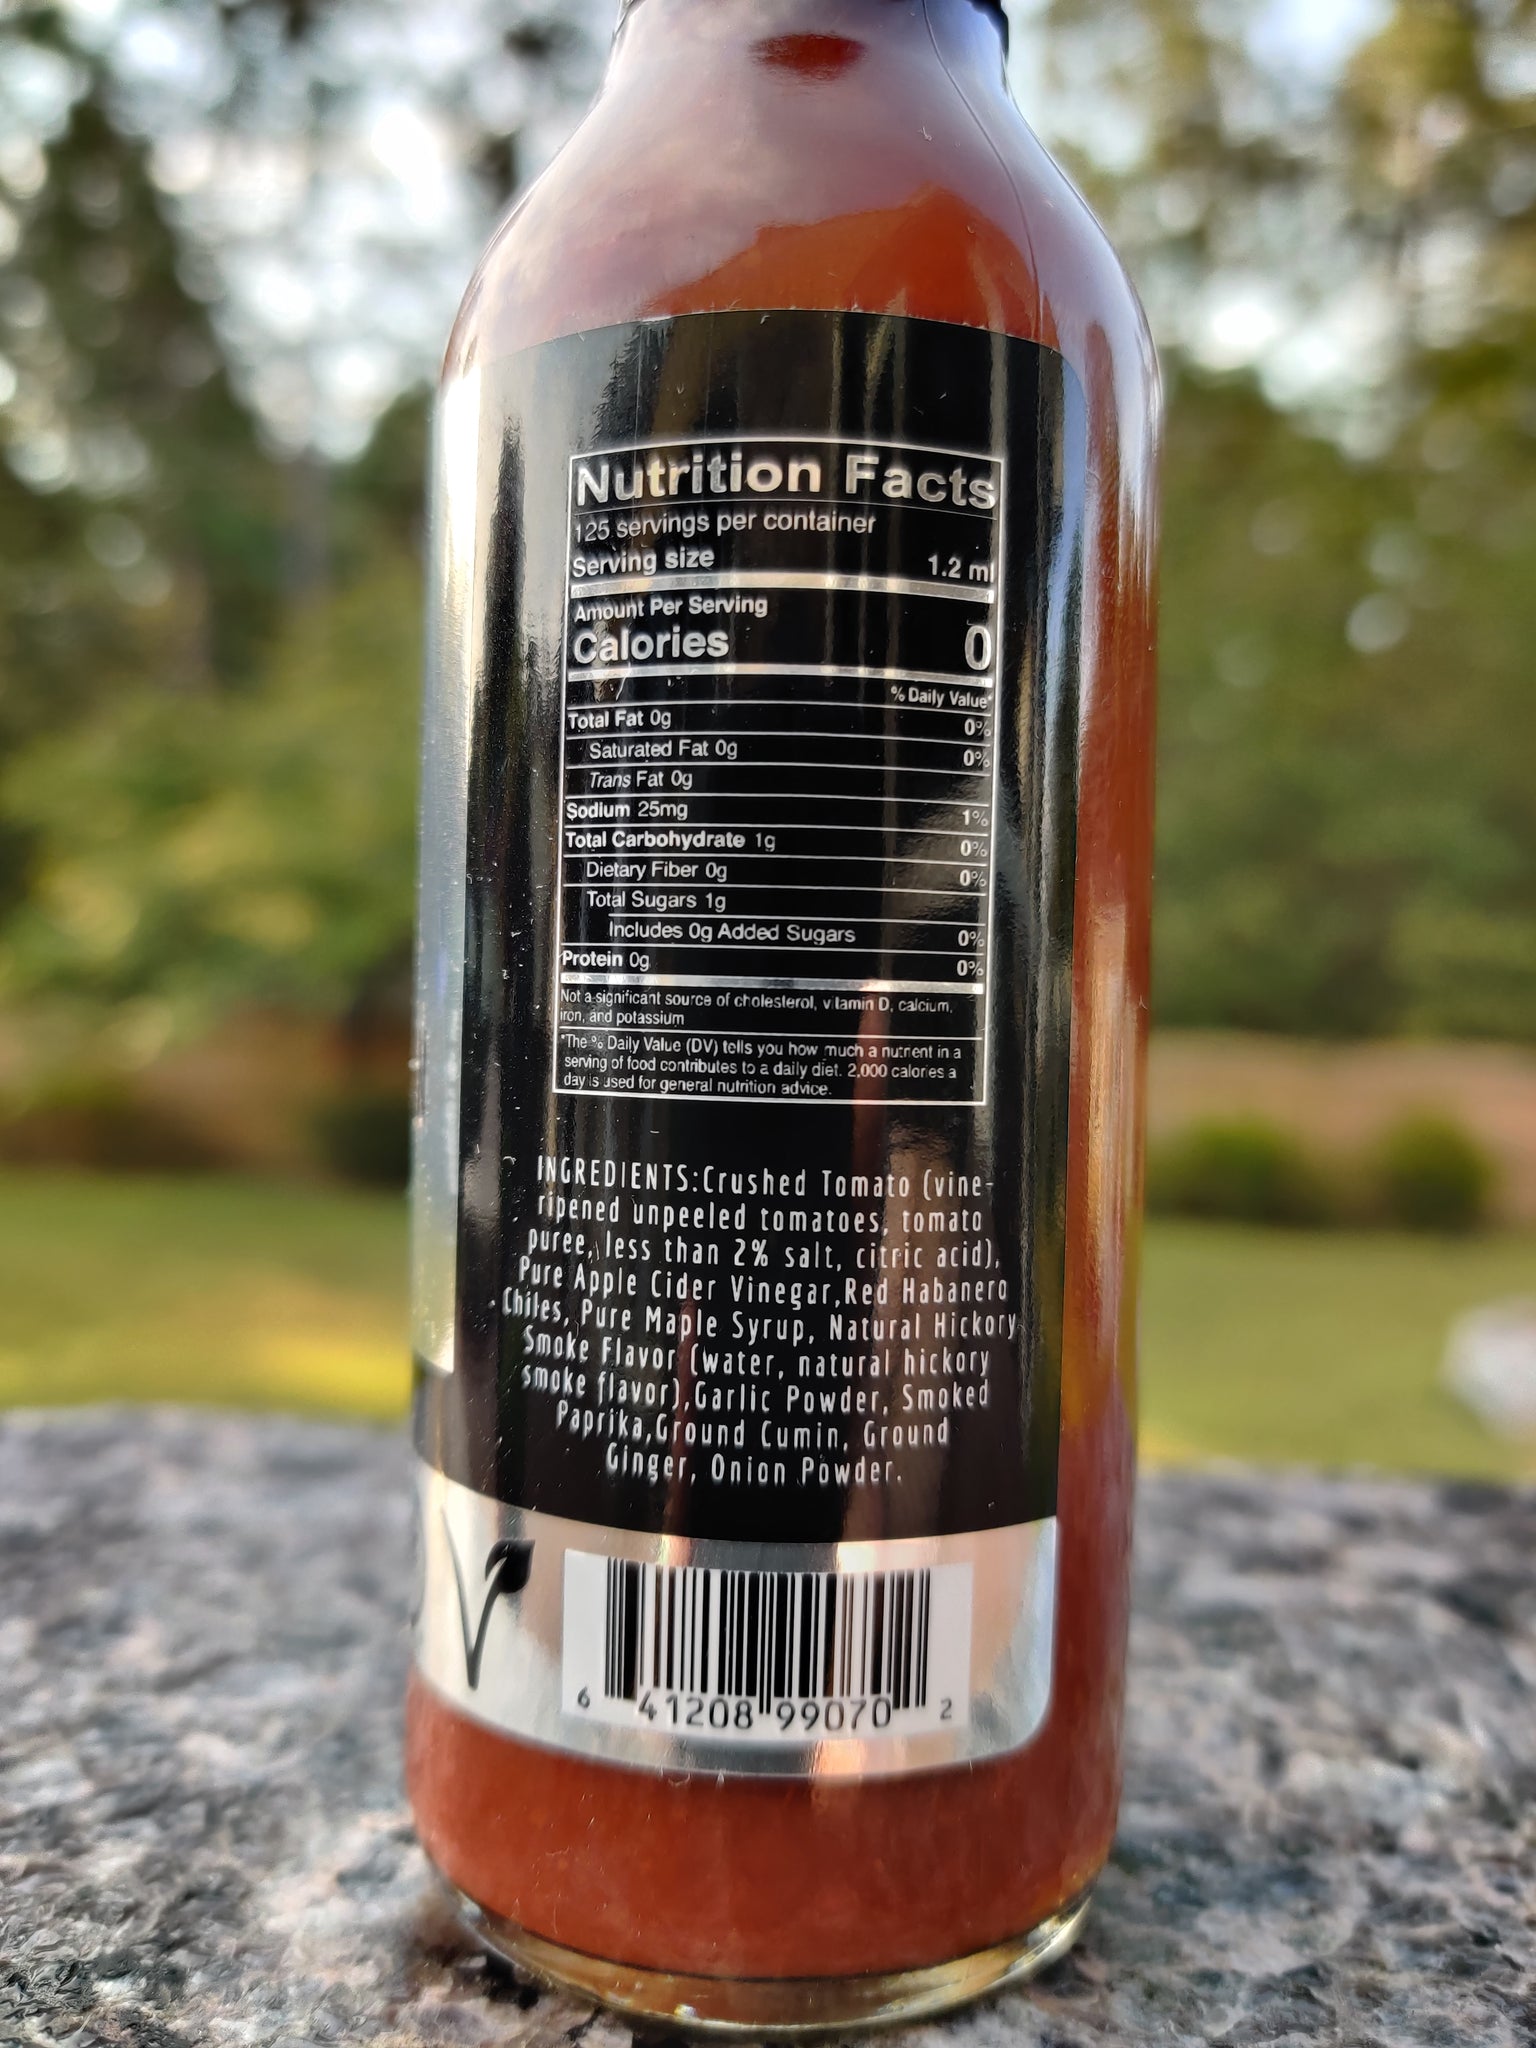 Nutrition Facts
125 servings per container
Serving size 1.2 ml
Amount Per Serving
Calories 0
% Daily Value*
Total Fat 0g 0%
Saturated Fat 0g 0%
Trans Fat 0g
Sodium 25mg 1%
Total Carbohydrate 1g 0%
Dietary Fiber 0g 0%
Total Sugars 1g
Includes 0g Added Sugars 0%
Protein 0g 0%
Not a significant source of cholesterol, vitamin D, calcium,
iron, and potassium
*The % Daily Value (DV) tells you how much a nutrient in a
serving of food contributes to a daily diet. 2,000 calories a
day is used for general nutrition advice.
INGREDIENTS:Crushed Tomato (vine-
ripened unpeeled tomatoes, tomato
puree, less than 2% salt, citric acid),
Pure Apple Cider Vinegar,Red Habanero
Chiles, Pure Maple Syrup, Natural Hickory
Smoke Flavor (water, natural hickory
smoke flavor),Garlic Powder, Smoked
Paprika,Ground Cumin, Ground
Ginger, Onion Powder.
6 41208 99070 2